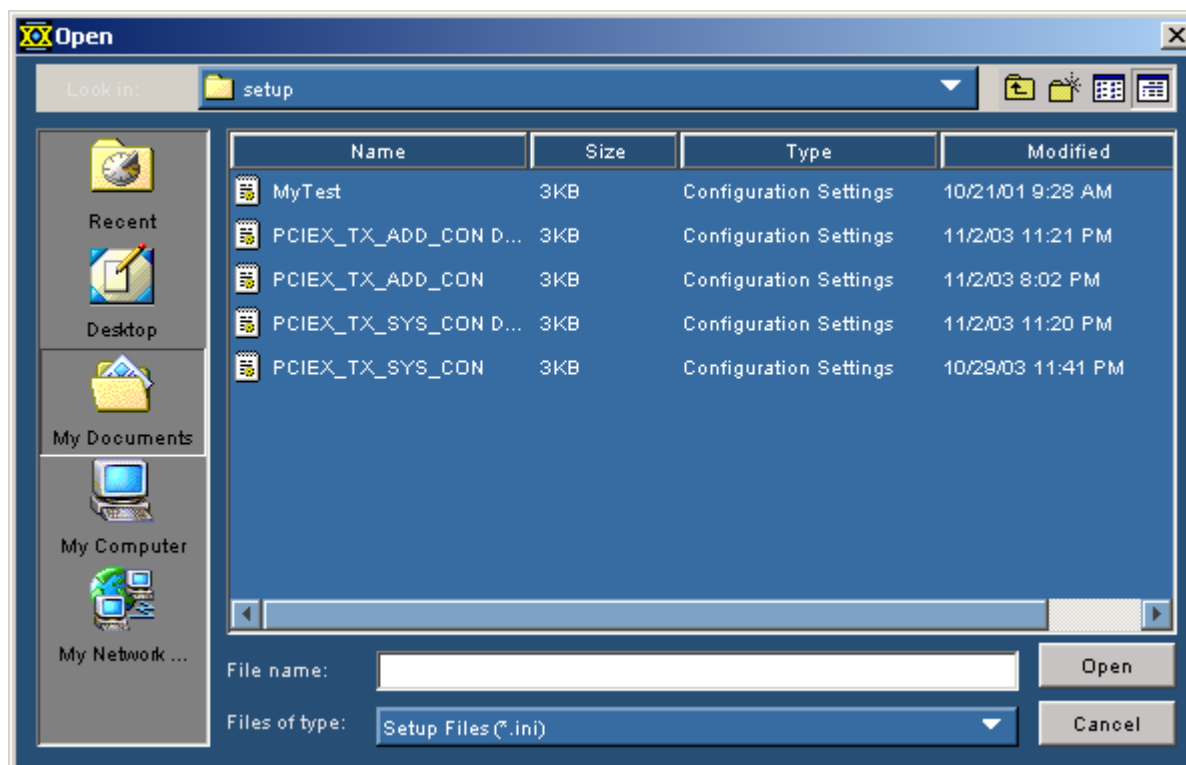 Open
Look in: setup
Name Size Type Modified
MyTest 3KB Configuration Settings 10/21/01 9:28 AM
PCIEX_TX_ADD_CON D... 3KB Configuration Settings 11/2/03 11:21 PM
PCIEX_TX_ADD_CON 3KB Configuration Settings 11/2/03 8:02 PM
PCIEX_TX_SYS_CON D... 3KB Configuration Settings 11/2/03 11:20 PM
PCIEX_TX_SYS_CON 3KB Configuration Settings 10/29/03 11:41 PM
Recent
Desktop
My Documents
My Computer
My Network ...
File name:
Open
Files of type: Setup Files (*.ini)
Cancel